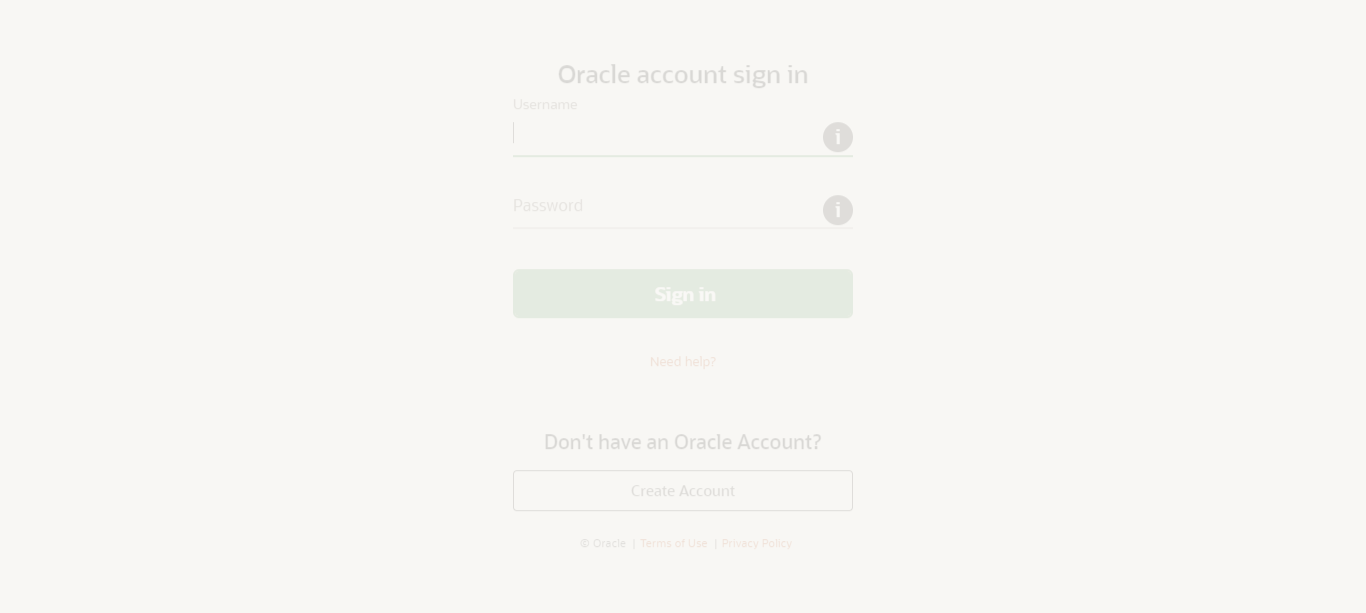 Oracle account sign in
Username
Password
Sign in
Need help?
Don't have an Oracle Account?
Create Account
© Oracle | Terms of Use | Privacy Policy